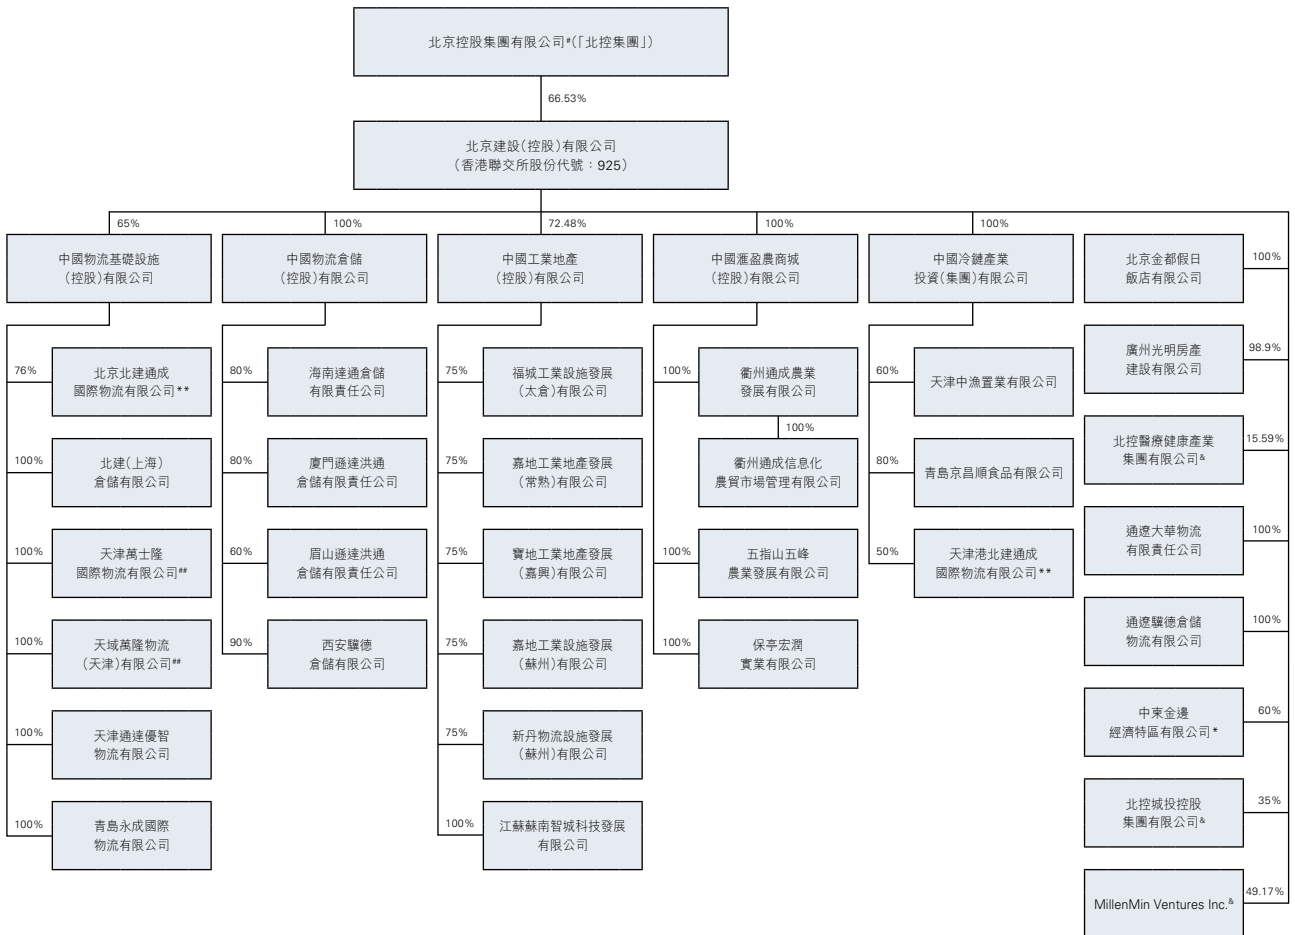 北京控股集團有限公司#(「北控集團」)
66.53%
北京建設(控股)有限公司
(香港聯交所股份代號：925)
65%
100%
72.48%
100%
100%
中國物流基礎設施
(控股)有限公司
中國物流倉儲
(控股)有限公司
中國工業地產
(控股)有限公司
中國滙盈農商城
(控股)有限公司
中國冷鏈產業
投資(集團)有限公司
北京金都假日
飯店有限公司
100%
76%
北京北建通成
國際物流有限公司**
100%
北建(上海)
倉儲有限公司
100%
天津萬士隆
國際物流有限公司##
100%
天域萬隆物流
(天津)有限公司##
100%
天津通達優智
物流有限公司
100%
青島永成國際
物流有限公司
80%
海南達通倉儲
有限責任公司
80%
廈門遜達洪通
倉儲有限責任公司
60%
眉山遜達洪通
倉儲有限責任公司
90%
西安驥德
倉儲有限公司
75%
福城工業設施發展
(太倉)有限公司
75%
嘉地工業地產發展
(常熟)有限公司
75%
寶地工業地產發展
(嘉興)有限公司
75%
嘉地工業設施發展
(蘇州)有限公司
75%
新丹物流設施發展
(蘇州)有限公司
100%
江蘇蘇南智城科技發展
有限公司
100%
衢州通成農業
發展有限公司
100%
衢州通成信息化
農貿市場管理有限公司
100%
五指山五峰
農業發展有限公司
100%
保亭宏潤
實業有限公司
60%
天津中漁置業有限公司
80%
青島京昌順食品有限公司
50%
天津港北建通成
國際物流有限公司**
廣州光明房產
建設有限公司
98.9%
北控醫療健康產業
集團有限公司&
15.59%
通遼大華物流
有限責任公司
100%
通遼驥德倉儲
物流有限公司
100%
中柬金邊
經濟特區有限公司*
60%
北控城投控股
集團有限公司&
35%
MillenMin Ventures Inc.&
49.17%